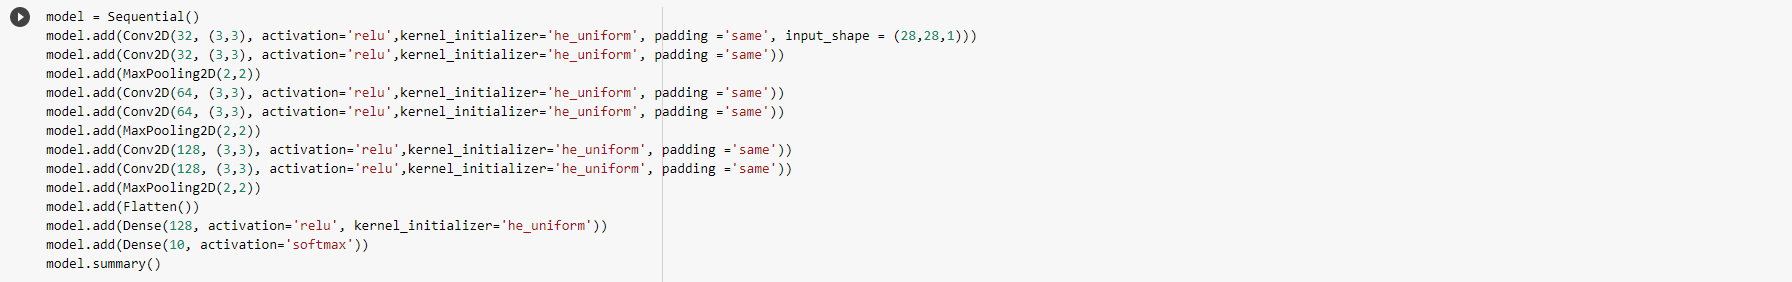 model = Sequential()
model.add(Conv2D(32, (3,3), activation='relu',kernel_initializer='he_uniform', padding ='same', input_shape = (28,28,1)))
model.add(Conv2D(32, (3,3), activation='relu',kernel_initializer='he_uniform', padding ='same'))
model.add(MaxPooling2D(2,2))
model.add(Conv2D(64, (3,3), activation='relu',kernel_initializer='he_uniform', padding ='same'))
model.add(Conv2D(64, (3,3), activation='relu',kernel_initializer='he_uniform', padding ='same'))
model.add(MaxPooling2D(2,2))
model.add(Conv2D(128, (3,3), activation='relu',kernel_initializer='he_uniform', padding ='same'))
model.add(Conv2D(128, (3,3), activation='relu',kernel_initializer='he_uniform', padding ='same'))
model.add(MaxPooling2D(2,2))
model.add(Flatten())
model.add(Dense(128, activation='relu', kernel_initializer='he_uniform'))
model.add(Dense(10, activation='softmax'))
model.summary()